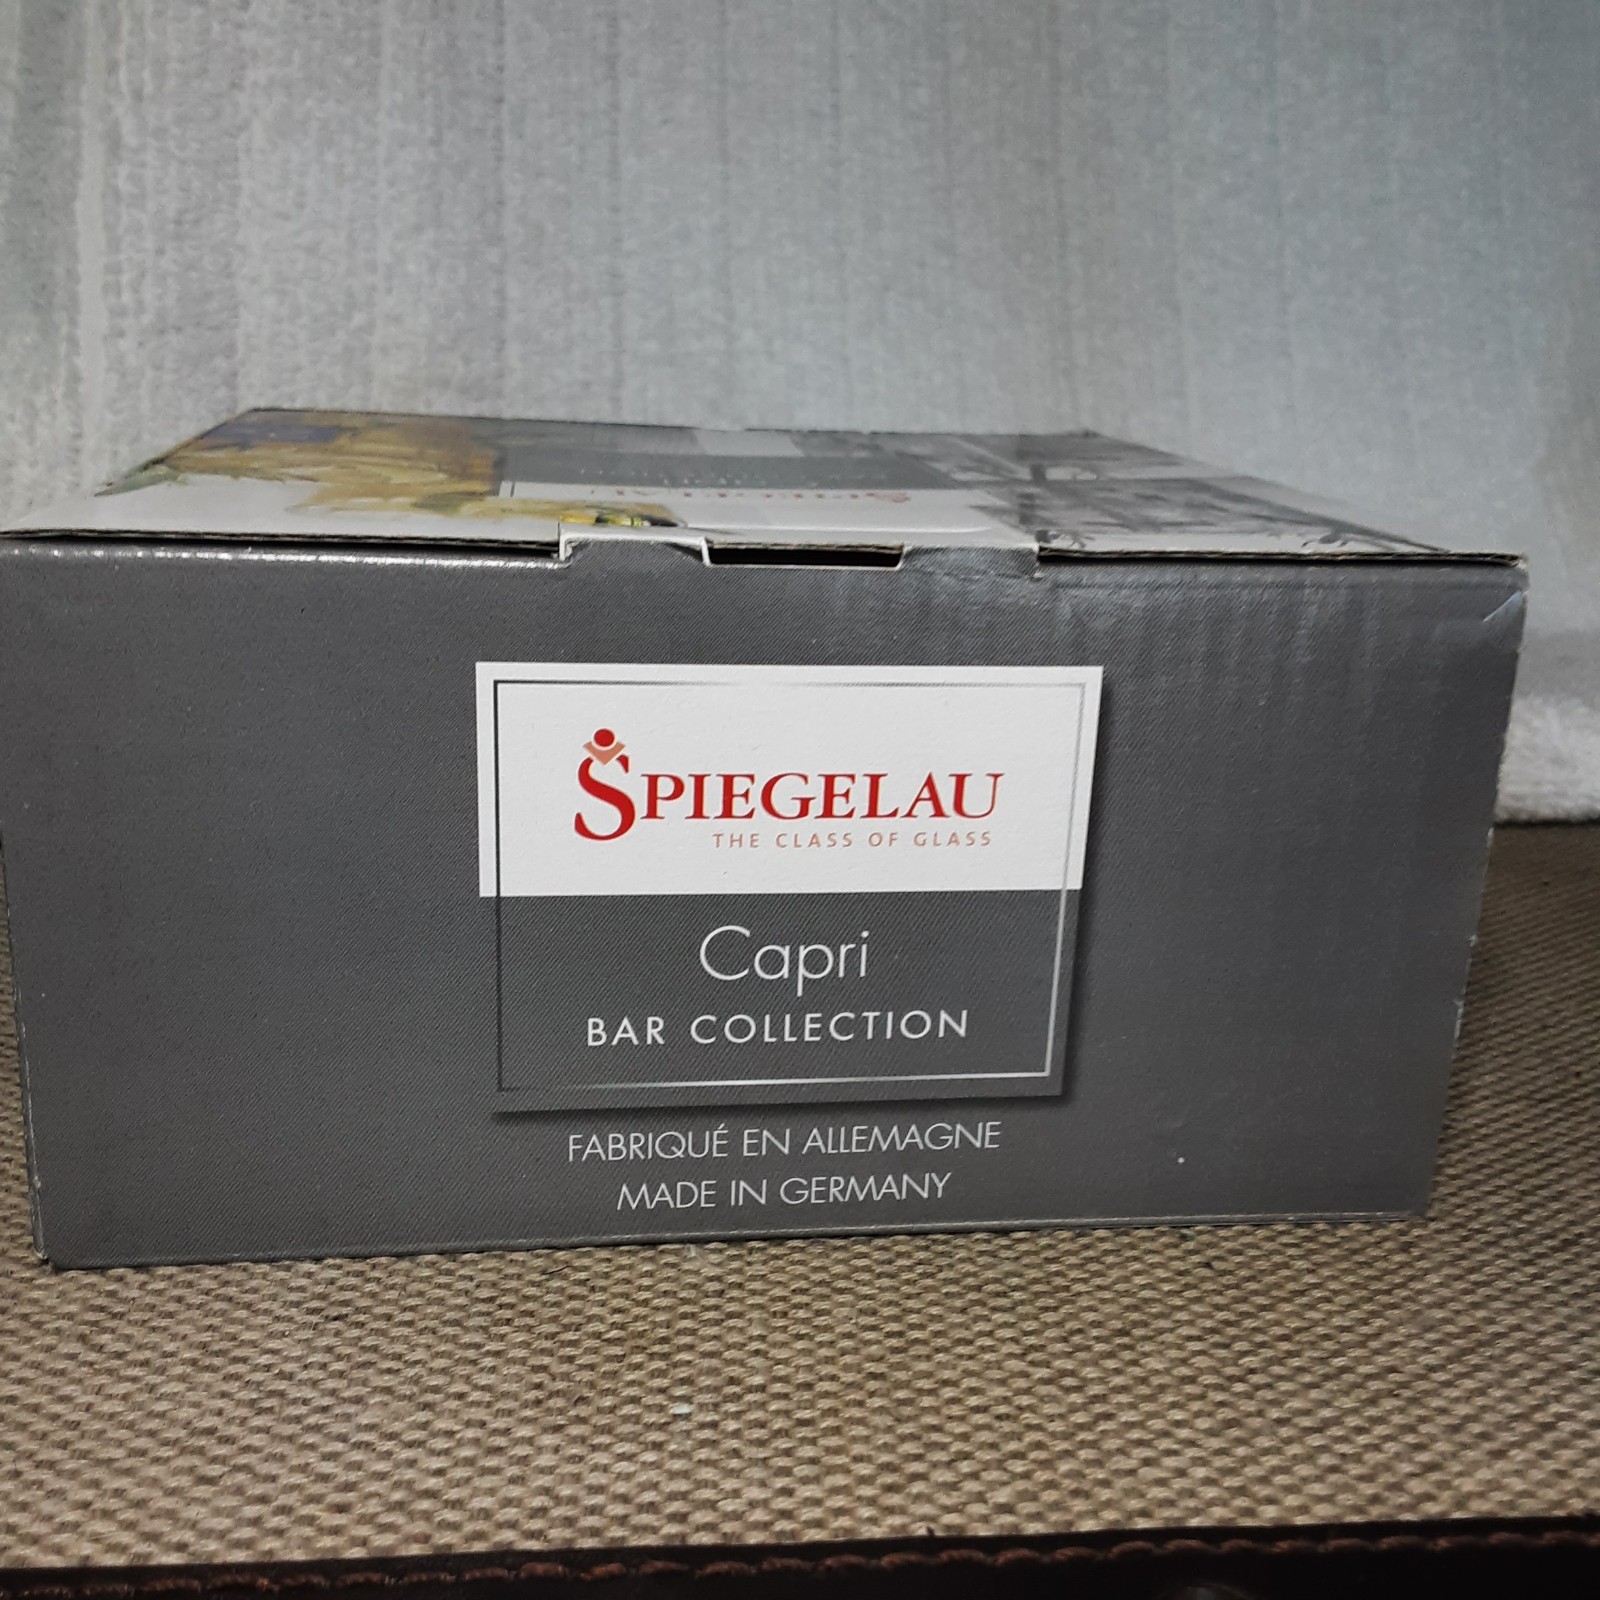 SPIEGELAU
THE CLASS OF GLASS
Capri
BAR COLLECTION
FABRIQUÉ EN ALLEMAGNE
MADE IN GERMANY